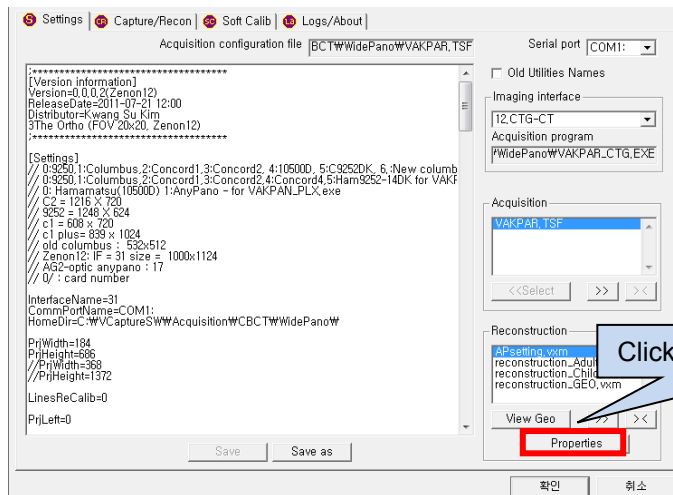 Settings
Capture/Recon
Soft Calib
Logs/About
Acquisition configuration file
BCT₩WidePano₩VAKPAR,TSF
Serial port
COM1:
;************************************
[Version information]
Version=0,0,0,2(Zenon12)
ReleaseDate=2011-07-21 12:00
Distributor=Kwang Su Kim
3The Ortho (FOV 20x20, Zenon12)
;************************************
[Settings]
// 0:9250,1:Columbus,2:Concord1,3:Concord2, 4:10500D, 5:C9252DK, 6,:New columb
// 0:9250,1:Columbus,2:Concord1,3:Concord2,4:Concord4,5:Ham9252-14DK for VAKF
// 0: Hamamatsu(10500D) 1:AnyPano - for VAKPAN_PLX,exe
// C2 = 1216 X 720
// 9252 = 1248 X 624
// c1 = 608 x 720
// c1 plus= 839 x 1024
// old columbus : 532x512
// Zenon12: IF = 31 size = 1000x1124
// AG2-optic anypano : 17
// 0/ : card number
InterfaceName=31
CommPortName=COM1:
HomeDir=C:₩VCaptureSW₩Acquisition₩CBCT₩WidePano₩
PrjWidth=184
PrjHeight=686
//PrjWidth=368
//PrjHeight=1372
LinesReCalib=0
PrjLeft=0
Save
Save as
Old Utilities Names
Imaging interface
12,CTG-CT
Acquisition program
₩WidePano₩VAKPAR_CTG,EXE
Acquisition
VAKPAR,TSF
<<Select
>>
><
Reconstruction
APsetting,vxm
reconstruction_Adul
reconstruction_Chil
reconstruction_GEO,vxm
Click
View Geo
>>
><
Properties
확인
취소